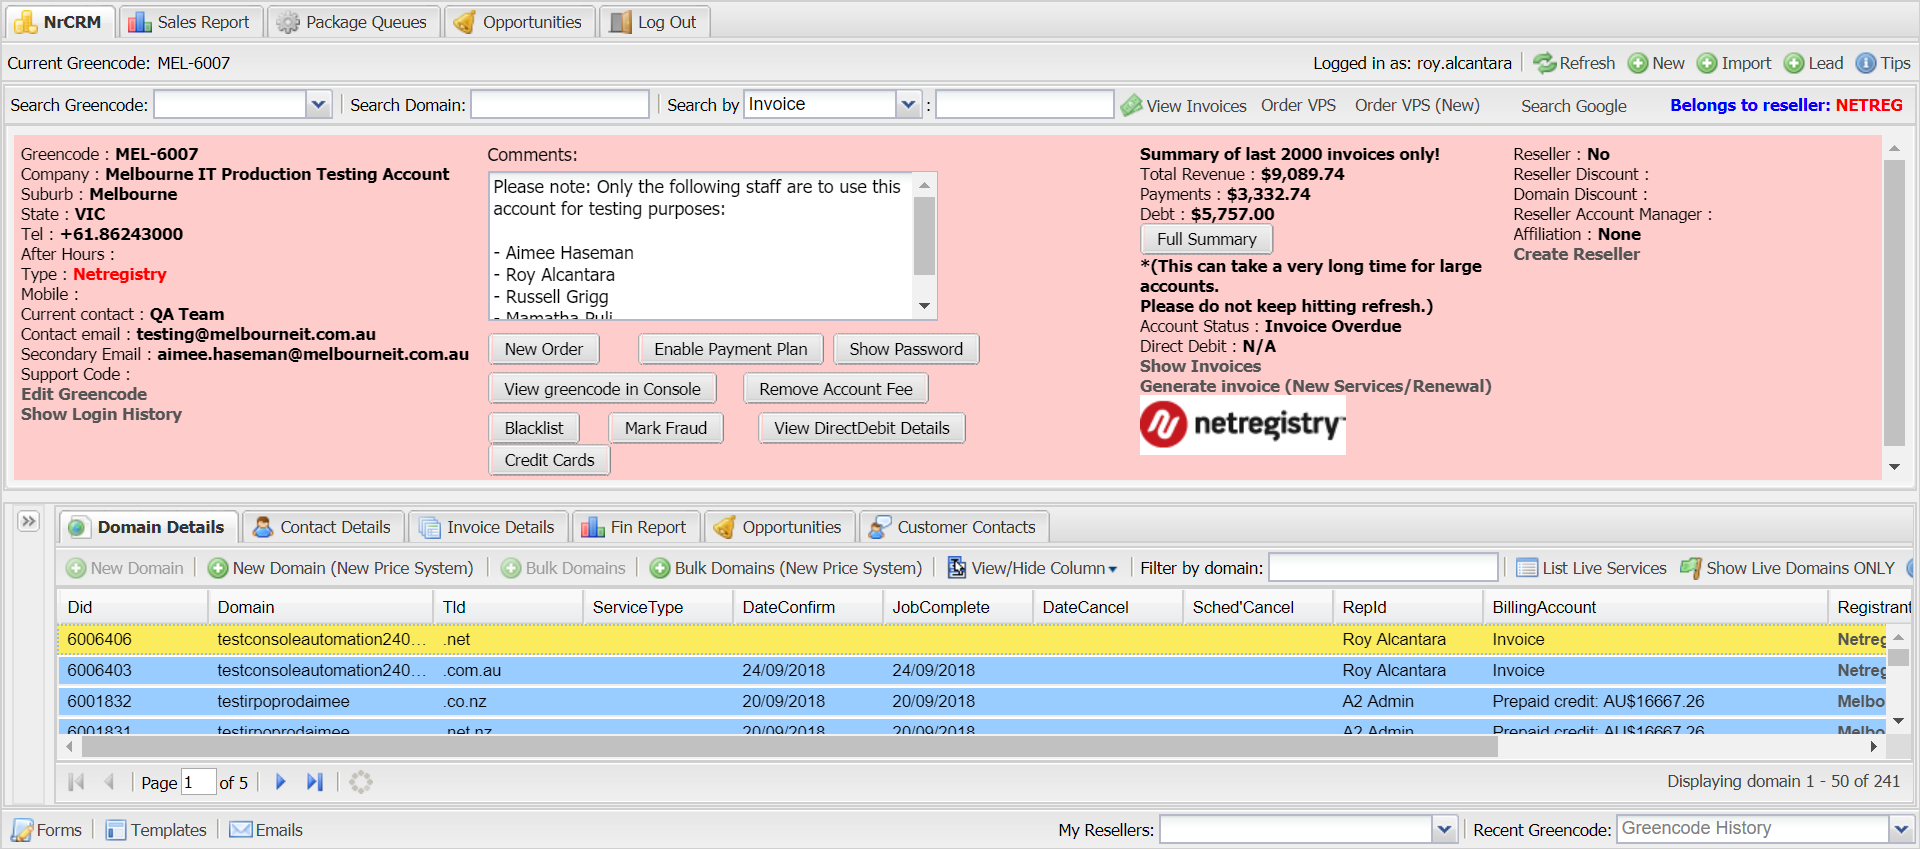 NrCRM Sales Report Package Queues Opportunities Log Out
Current Greencode: MEL-6007 Logged in as: roy.alcantara Refresh New Import Lead Tips
Search Greencode: Search Domain: Search by Invoice : View Invoices Order VPS Order VPS (New) Search Google Belongs to reseller: NETREG
Greencode : MEL-6007
Company : Melbourne IT Production Testing Account
Suburb : Melbourne
State : VIC
Tel : +61.86243000
After Hours :
Type : Netregistry
Mobile :
Current contact : QA Team
Contact email : testing@melbourneit.com.au
Secondary Email : aimee.haseman@melbourneit.com.au
Support Code :
Edit Greencode
Show Login History
Comments:
Please note: Only the following staff are to use this
account for testing purposes:
- Aimee Haseman
- Roy Alcantara
- Russell Grigg
- Mamatha Puli
New Order Enable Payment Plan Show Password
View greencode in Console Remove Account Fee
Blacklist Mark Fraud View DirectDebit Details
Credit Cards
Summary of last 2000 invoices only!
Total Revenue : $9,089.74
Payments : $3,332.74
Debt : $5,757.00
Full Summary
*(This can take a very long time for large
accounts.
Please do not keep hitting refresh.)
Account Status : Invoice Overdue
Direct Debit : N/A
Show Invoices
Generate invoice (New Services/Renewal)
netregistry
Reseller : No
Reseller Discount :
Domain Discount :
Reseller Account Manager :
Affiliation : None
Create Reseller
Domain Details Contact Details Invoice Details Fin Report Opportunities Customer Contacts
New Domain New Domain (New Price System) Bulk Domains Bulk Domains (New Price System) View/Hide Column Filter by domain: List Live Services Show Live Domains ONLY
Did Domain Tld ServiceType DateConfirm JobComplete DateCancel Sched'Cancel RepId BillingAccount Registrant
6006406 testconsoleautomation240... .net Roy Alcantara Invoice Netreg
6006403 testconsoleautomation240... .com.au 24/09/2018 24/09/2018 Roy Alcantara Invoice Netreg
6001832 testirpoprodaimee .co.nz 20/09/2018 20/09/2018 A2 Admin Prepaid credit: AU$16667.26 Melbo
6001831 testirpoprodaimee .net.nz 20/09/2018 20/09/2018 A2 Admin Prepaid credit: AU$16667.26 Melbo
Page 1 of 5 Displaying domain 1 - 50 of 241
Forms Templates Emails My Resellers: Recent Greencode: Greencode History